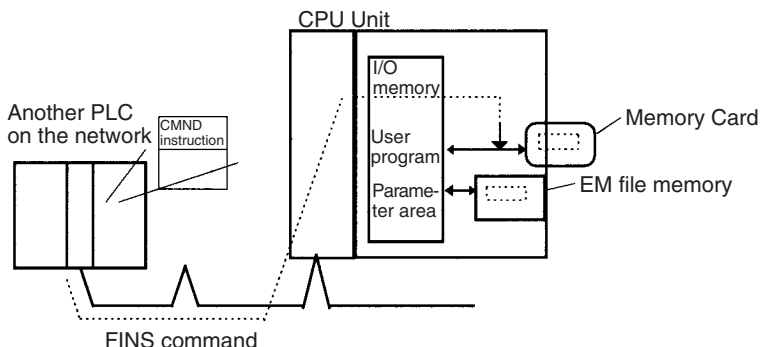 CPU Unit
I/O
memory
Another PLC
on the network
CMND
instruction
User
program
Parame-
ter area
Memory Card
EM file memory
FINS command